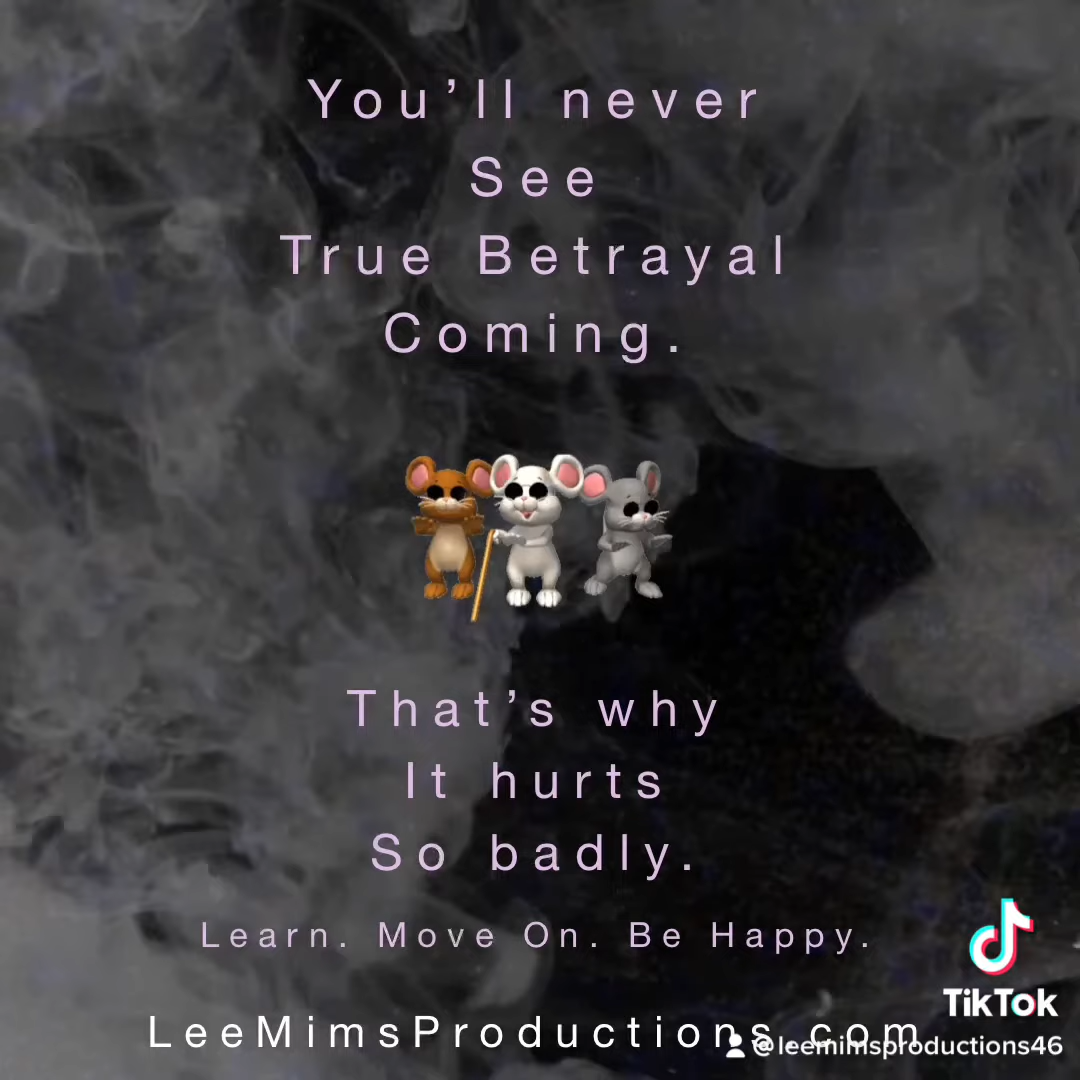 You’ll never
See
True Betrayal
Coming.
That’s why
It hurts
So badly.
Learn. Move On. Be Happy.
LeeMimsProductions.com
TikTok
@leemimsproductions46